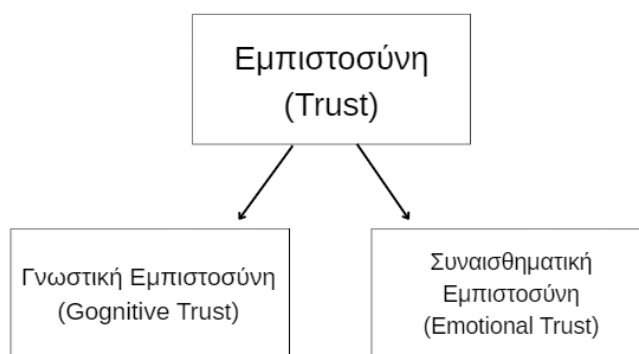 Εμπιστοσύνη
(Trust)
Γνωστική Εμπιστοσύνη
(Gognitive Trust)
Συναισθηματική
Εμπιστοσύνη
(Emotional Trust)